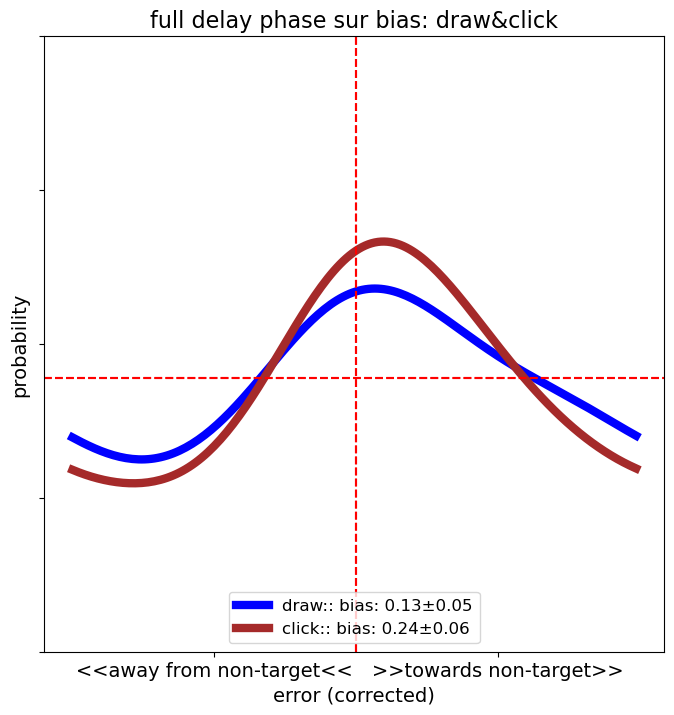 full delay phase sur bias: draw&click
probability
draw:: bias: 0.13±0.05
click:: bias: 0.24±0.06
<<away from non-target<<   >>towards non-target>>
error (corrected)